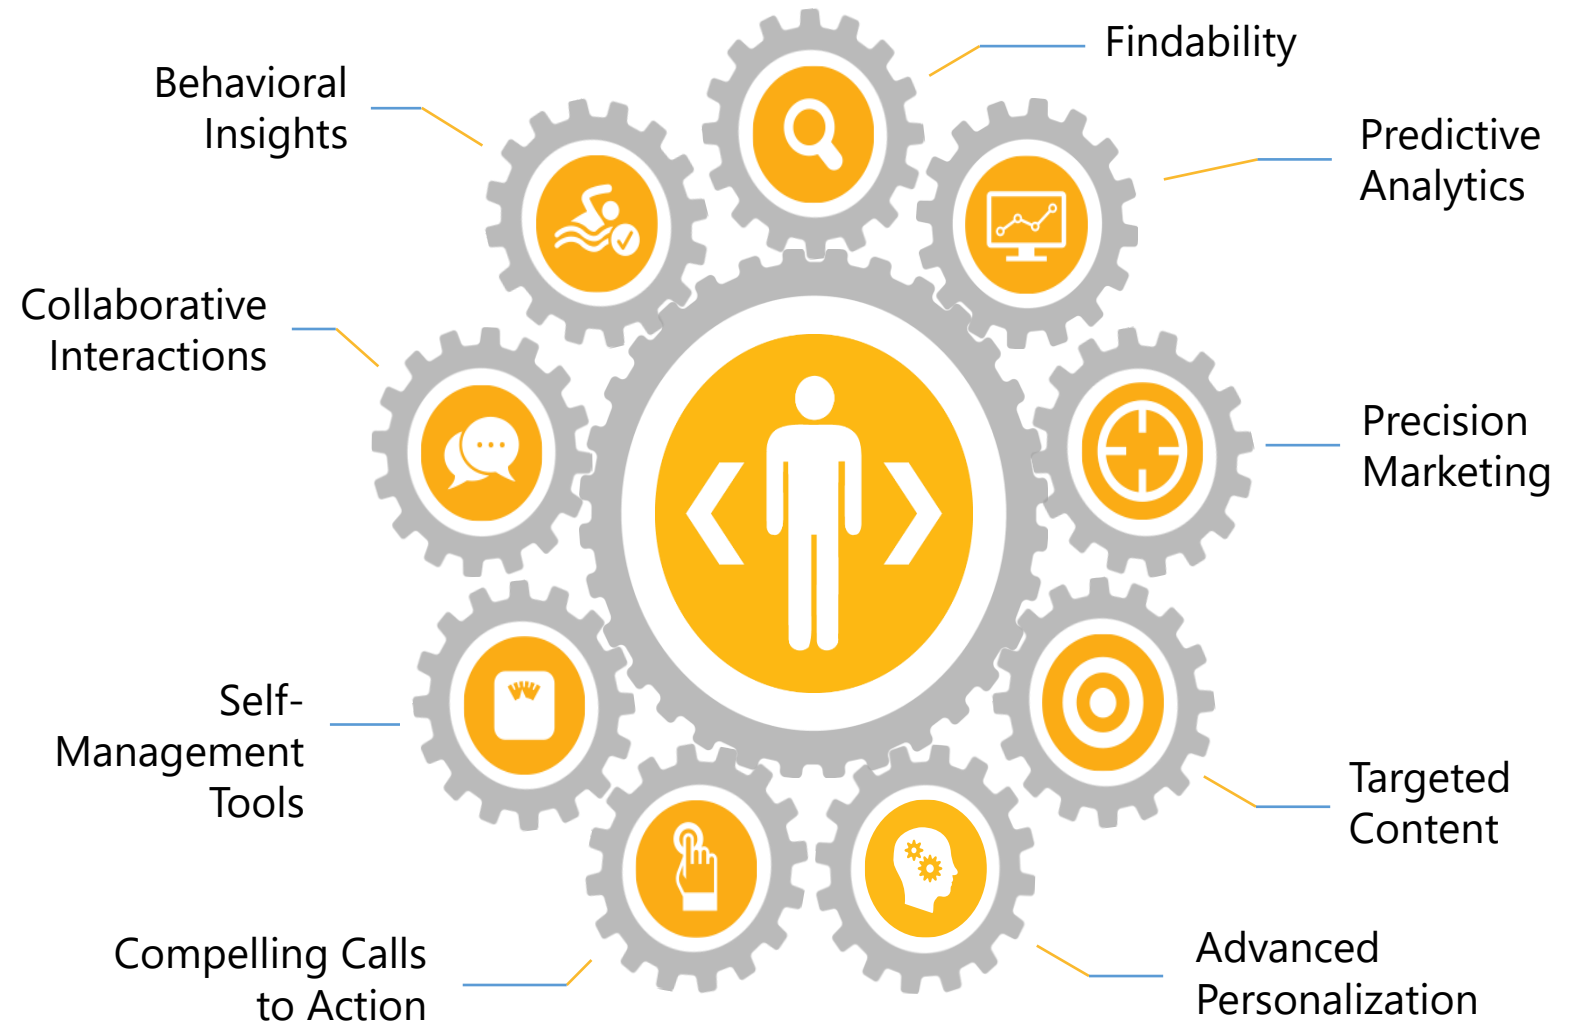 Findability
Predictive
Analytics
Precision
Marketing
Targeted
Content
Advanced
Personalization
Compelling Calls
to Action
Self-
Management
Tools
Collaborative
Interactions
Behavioral
Insights